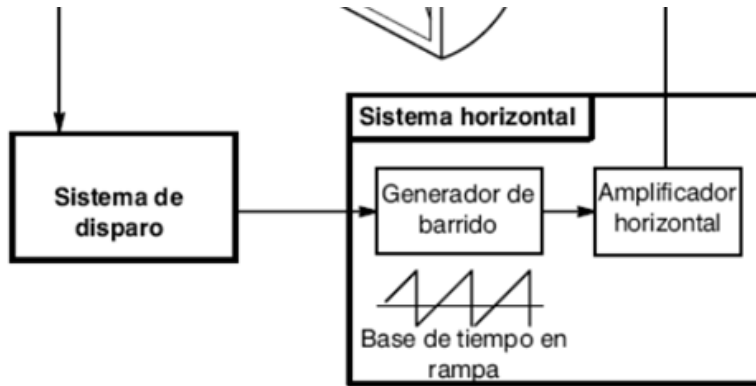 Sistema horizontal
Sistema de
disparo
Generador de
barrido
Amplificador
horizontal
Base de tiempo en
rampa